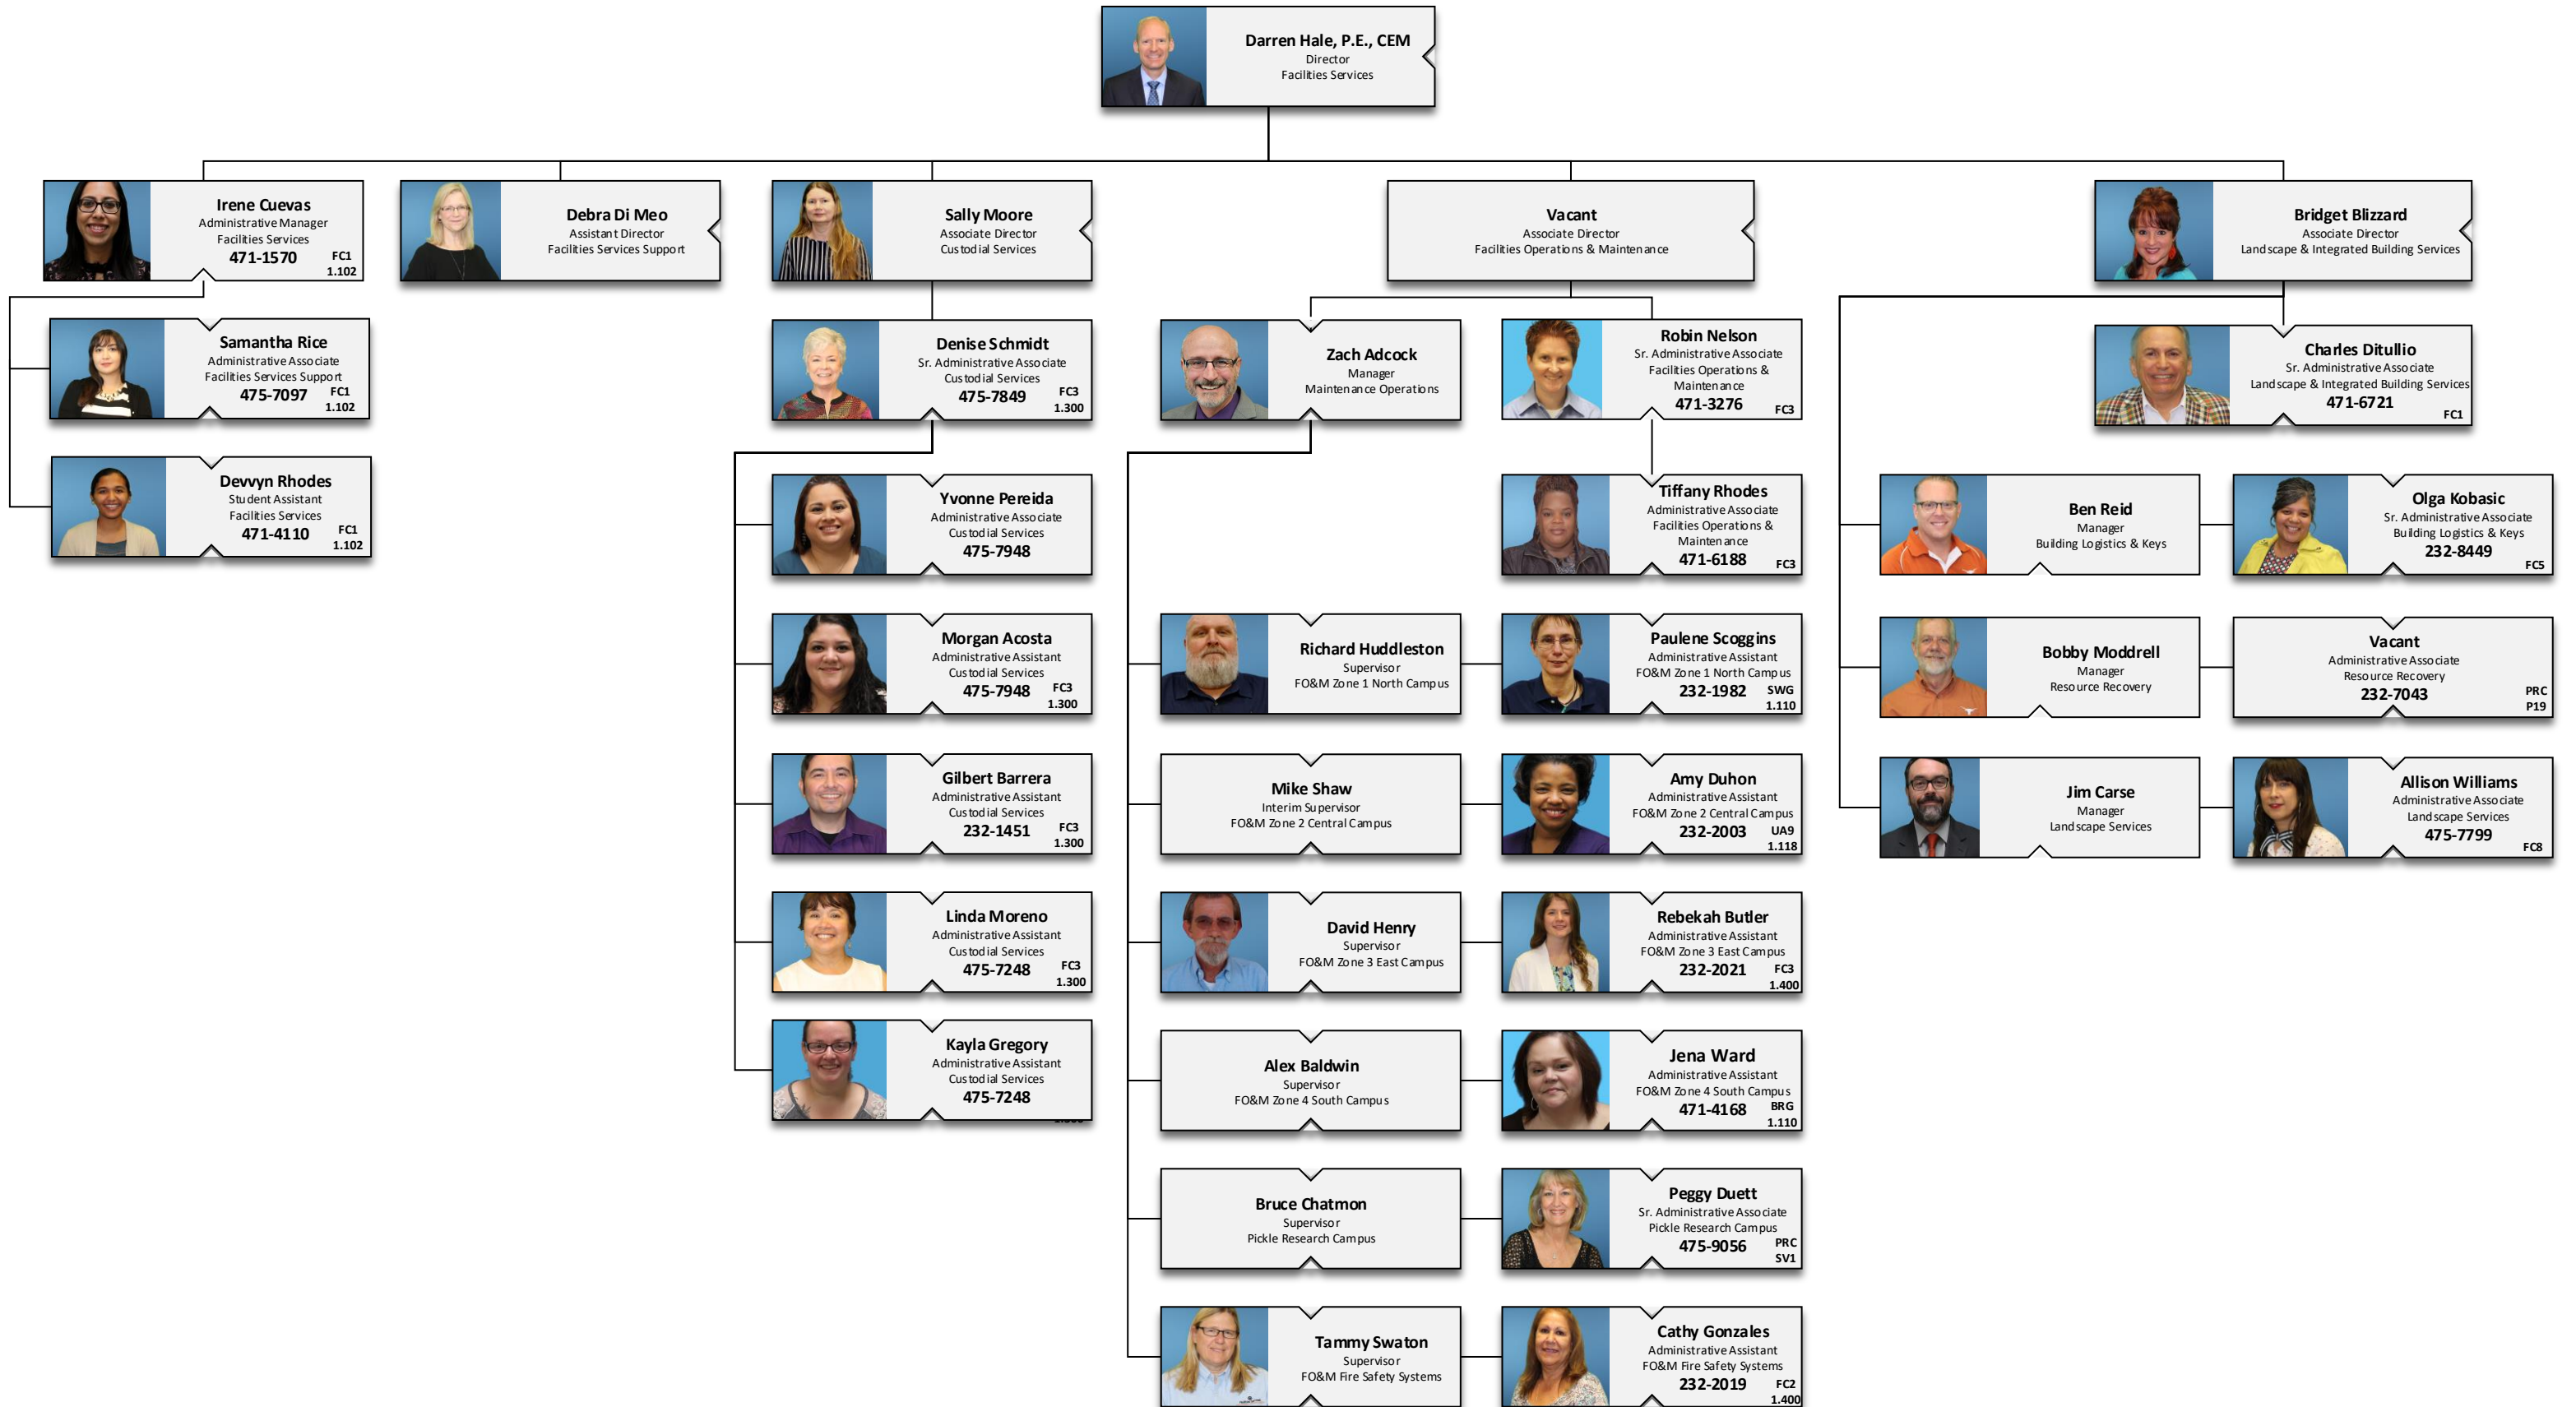 Darren Hale, P.E., CEM
Director
Facilities Services
Irene Cuevas
Administrative Manager
Facilities Services
471-1570
FC1
1.102
Debra Di Meo
Assistant Director
Facilities Services Support
Sally Moore
Associate Director
Custodial Services
Vacant
Associate Director
Facilities Operations & Maintenance
Bridget Blizzard
Associate Director
Landscape & Integrated Building Services
Samantha Rice
Administrative Associate
Facilities Services Support
475-7097
FC1
1.102
Devvyn Rhodes
Student Assistant
Facilities Services
471-4110
FC1
1.102
Denise Schmidt
Sr. Administrative Associate
Custodial Services
475-7849
FC3
1.300
Yvonne Pereida
Administrative Associate
Custodial Services
475-7948
Morgan Acosta
Administrative Assistant
Custodial Services
475-7948
FC3
1.300
Gilbert Barrera
Administrative Assistant
Custodial Services
232-1451
FC3
1.300
Linda Moreno
Administrative Assistant
Custodial Services
475-7248
FC3
1.300
Kayla Gregory
Administrative Assistant
Custodial Services
475-7248
Zach Adcock
Manager
Maintenance Operations
Robin Nelson
Sr. Administrative Associate
Facilities Operations &
Maintenance
471-3276
FC3
Tiffany Rhodes
Administrative Associate
Facilities Operations &
Maintenance
471-6188
FC3
Richard Huddleston
Supervisor
FO&M Zone 1 North Campus
Paulene Scoggins
Administrative Assistant
FO&M Zone 1 North Campus
232-1982
SWG
1.110
Mike Shaw
Interim Supervisor
FO&M Zone 2 Central Campus
Amy Duhon
Administrative Assistant
FO&M Zone 2 Central Campus
232-2003
UA9
1.118
David Henry
Supervisor
FO&M Zone 3 East Campus
Rebekah Butler
Administrative Assistant
FO&M Zone 3 East Campus
232-2021
FC3
1.400
Alex Baldwin
Supervisor
FO&M Zone 4 South Campus
Jena Ward
Administrative Assistant
FO&M Zone 4 South Campus
471-4168
BRG
1.110
Bruce Chatmon
Supervisor
Pickle Research Campus
Peggy Duett
Sr. Administrative Associate
Pickle Research Campus
475-9056
PRC
SV1
Tammy Swaton
Supervisor
FO&M Fire Safety Systems
Cathy Gonzales
Administrative Assistant
FO&M Fire Safety Systems
232-2019
FC2
1.400
Charles Ditullio
Sr. Administrative Associate
Landscape & Integrated Building Services
471-6721
FC1
Ben Reid
Manager
Building Logistics & Keys
Olga Kobasic
Sr. Administrative Associate
Building Logistics & Keys
232-8449
FC5
Bobby Moddrell
Manager
Resource Recovery
Vacant
Administrative Associate
Resource Recovery
232-7043
PRC
P19
Jim Carse
Manager
Landscape Services
Allison Williams
Administrative Associate
Landscape Services
475-7799
FC8